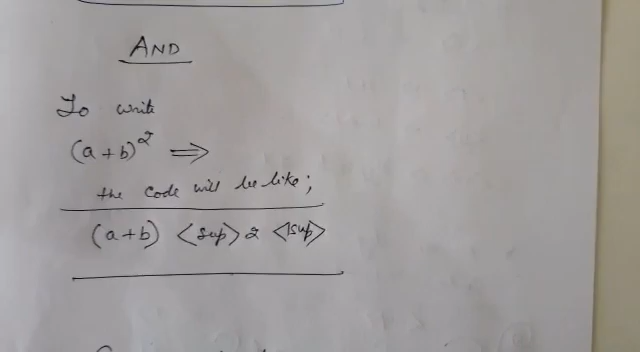 AND
To write
(a+b)² ⇒
the code will be like;
(a+b) <sup>2 </sup>